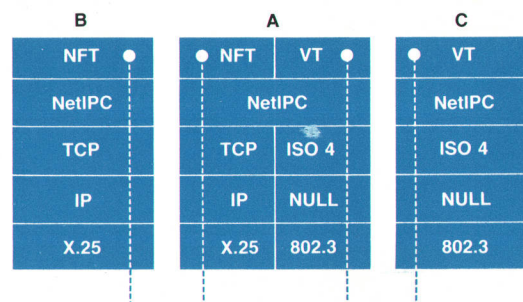 B A C
NFT NFT VT VT
NetIPC NetIPC NetIPC
TCP TCP ISO 4 ISO 4
IP IP NULL NULL
X.25 X.25 802.3 802.3